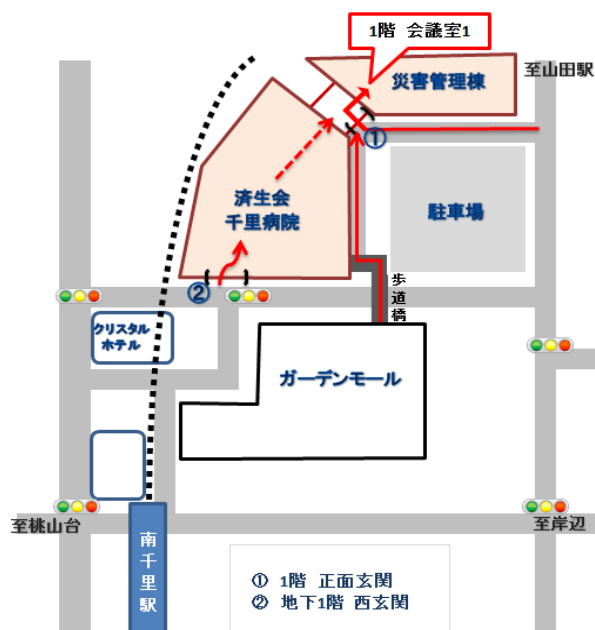 1階 会議室1
災害管理棟
至山田駅
①
済生会
千里病院
駐車場
②
歩道橋
クリスタル
ホテル
ガーデンモール
至桃山台
至岸辺
南千里駅
① 1階 正面玄関
② 地下1階 西玄関